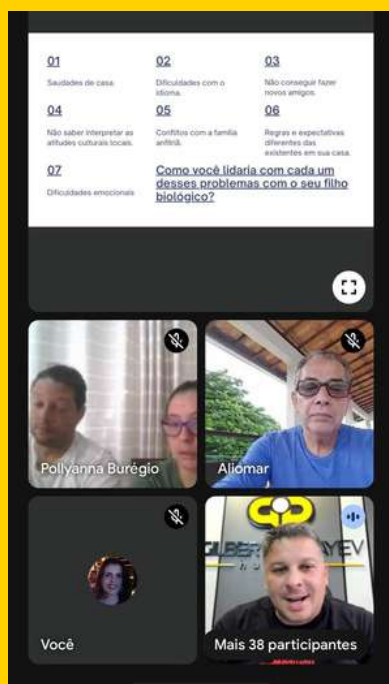 01
02
03
Saudades de casa.
Dificuldades com o
idioma.
Não conseguir fazer
novos amigos.
04
05
06
Não saber interpretar as
atitudes culturais locais.
Conflitos com a família
anfitriã.
Regras e expectativas
diferentes das
existentes em sua casa.
07
Dificuldades emocionais
Como você lidaria com cada um
desses problemas com o seu filho
biológico?
Pollyanna Burégio
Aliomar
Você
Mais 38 participantes